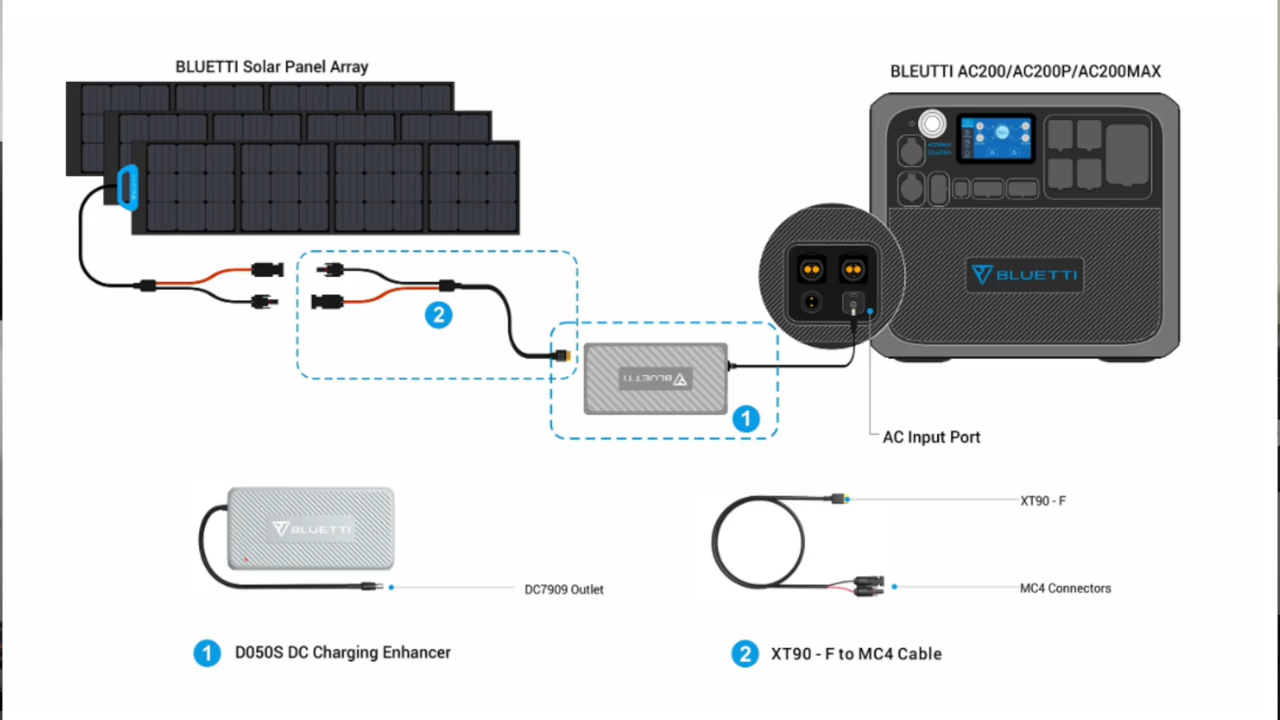 BLUETTI Solar Panel Array
BLEUTTI AC200/AC200P/AC200MAX
BLUETTI
2
BLUETTI
1
AC Input Port
BLUETTI
DC7909 Outlet
XT90 - F
MC4 Connectors
1 D050S DC Charging Enhancer
2 XT90 - F to MC4 Cable